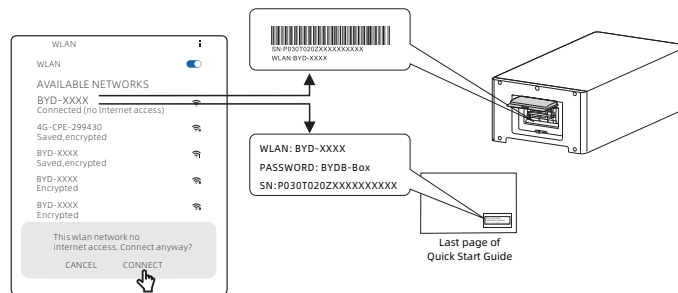 WLAN
WLAN
AVAILABLE NETWORKS
BYD-XXXX
Connected (no Internet access)
4G-CPE-299430
Saved,encrypted
BYD-XXXX
Saved,encrypted
BYD-XXXX
Encrypted
BYD-XXXX
Encrypted
This wlan network no
internet access. Connect anyway?
CANCEL CONNECT
SN:P030T020ZXXXXXXXXXX
WLAN:BYD-XXXX
WLAN: BYD-XXXX
PASSWORD: BYDB-Box
SN:P030T020ZXXXXXXXXXX
Last page of
Quick Start Guide